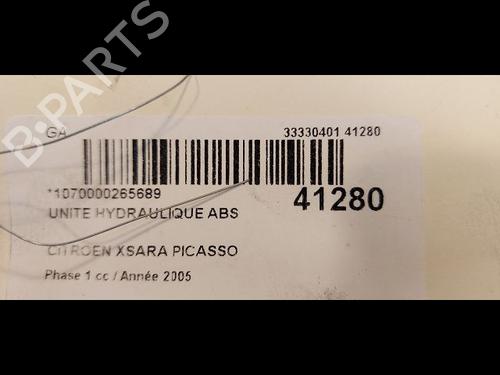 B-PARTS
GA 33330401 41280
*1070000265689 41280
UNITE HYDRAULIQUE ABS
CITROEN XSARA PICASSO
Phase 1 cc / Année 2005